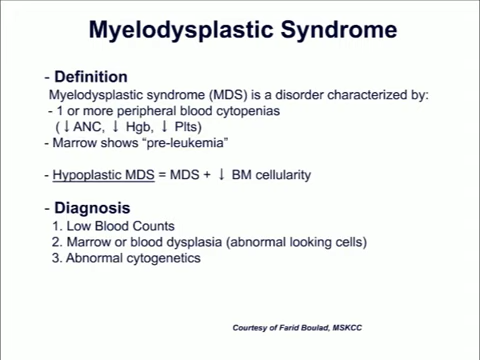 Myelodysplastic Syndrome
- Definition
Myelodysplastic syndrome (MDS) is a disorder characterized by:
- 1 or more peripheral blood cytopenias
(↓ANC, ↓ Hgb, ↓ Plts)
- Marrow shows “pre-leukemia”
- Hypoplastic MDS = MDS + ↓ BM cellularity
- Diagnosis
1. Low Blood Counts
2. Marrow or blood dysplasia (abnormal looking cells)
3. Abnormal cytogenetics
Courtesy of Farid Boulad, MSKCC